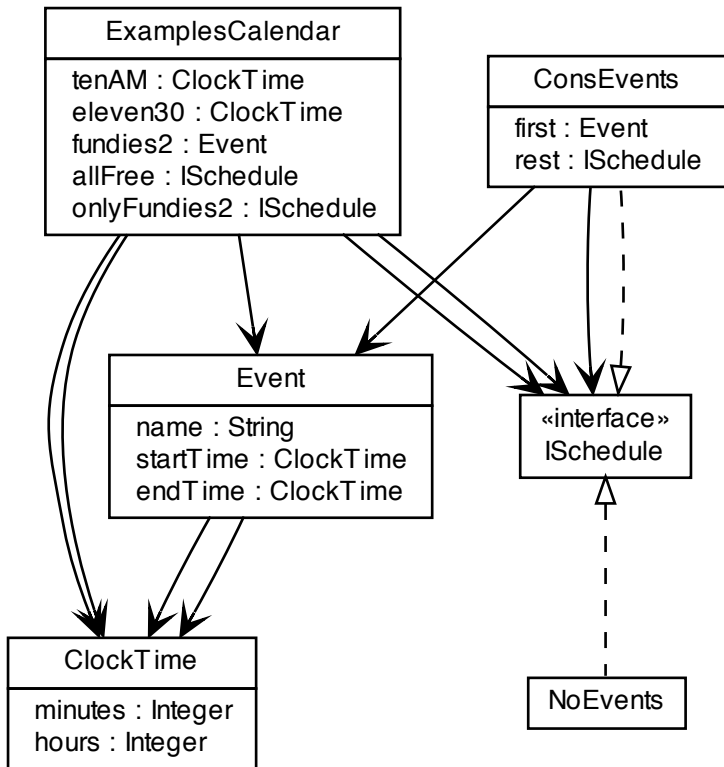 ExamplesCalendar
tenAM : ClockTime
eleven30 : ClockTime
fundies2 : Event
allFree : ISchedule
onlyFundies2 : ISchedule
ConsEvents
first : Event
rest : ISchedule
Event
name : String
startTime : ClockTime
endTime : ClockTime
«interface»
ISchedule
ClockTime
minutes : Integer
hours : Integer
NoEvents